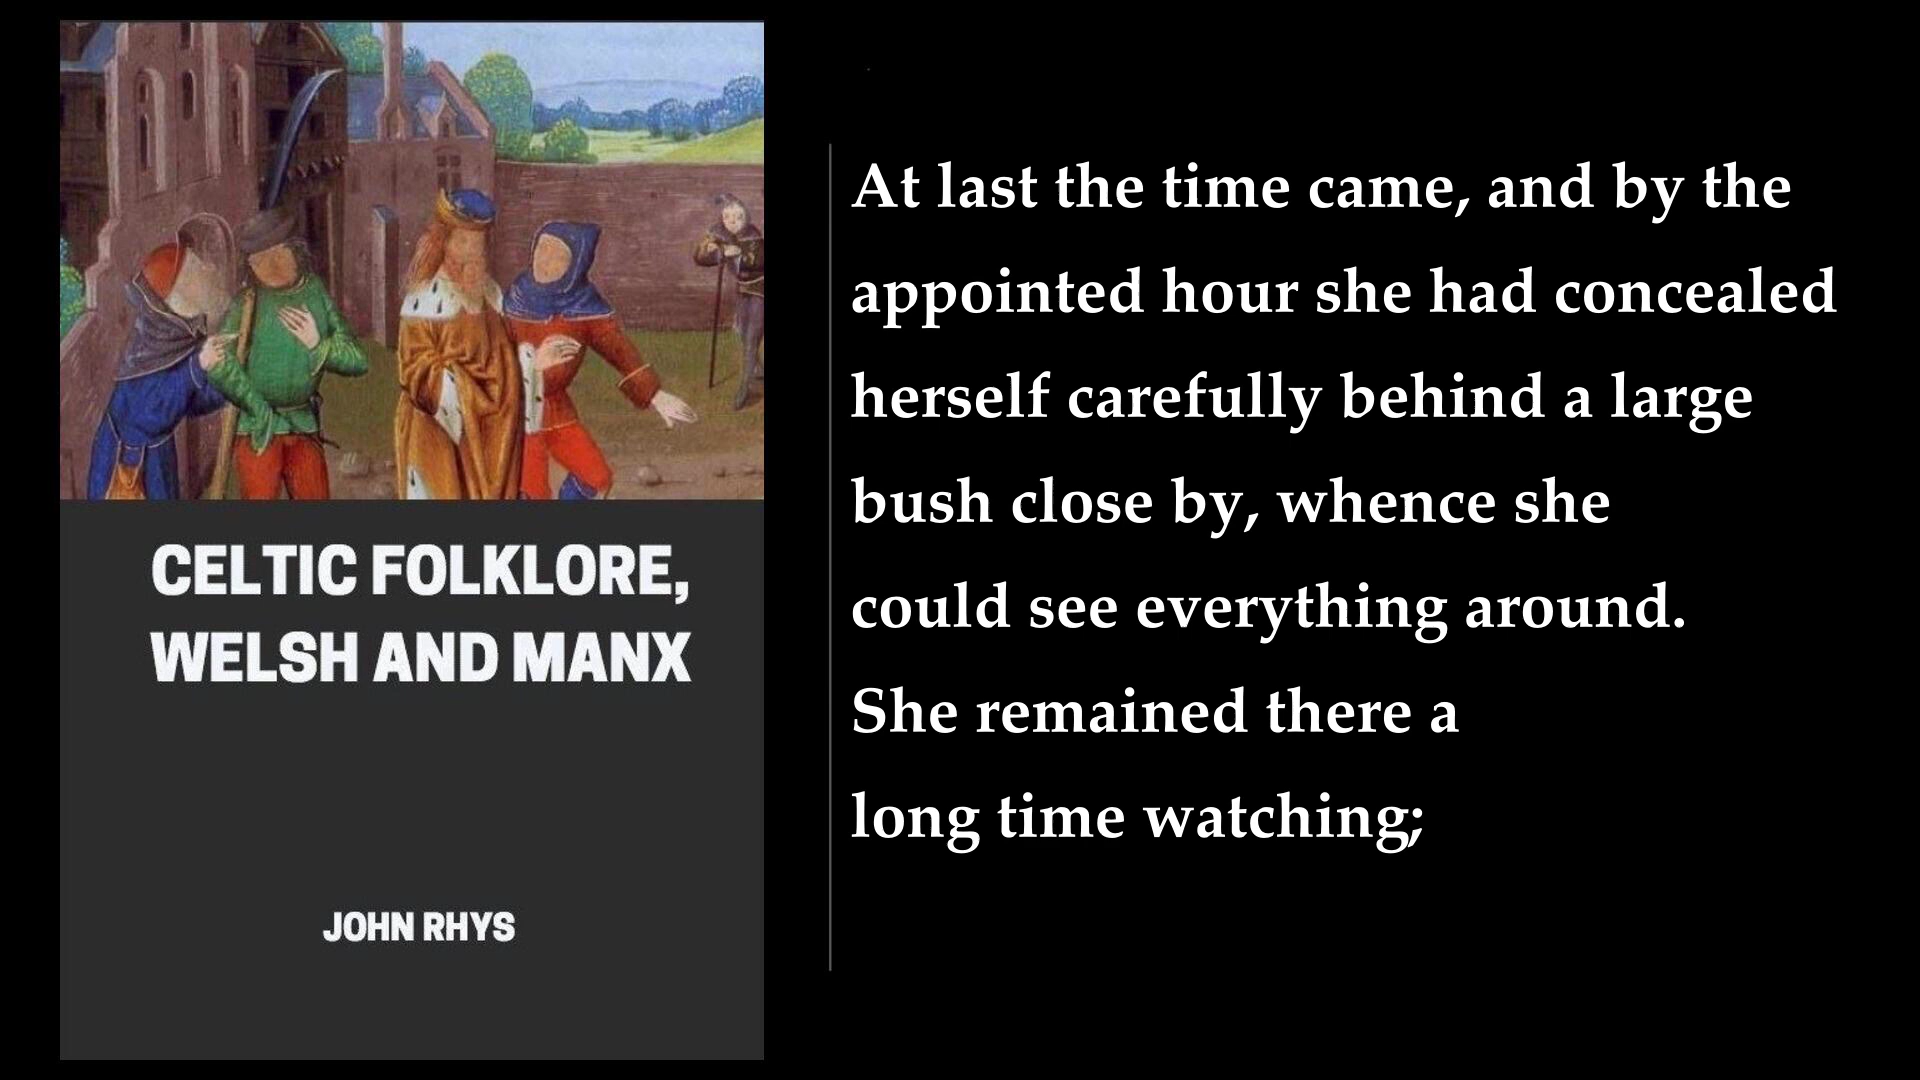 CELTIC FOLKLORE,
WELSH AND MANX
JOHN RHYS
At last the time came, and by the
appointed hour she had concealed
herself carefully behind a large
bush close by, whence she
could see everything around.
She remained there a
long time watching;